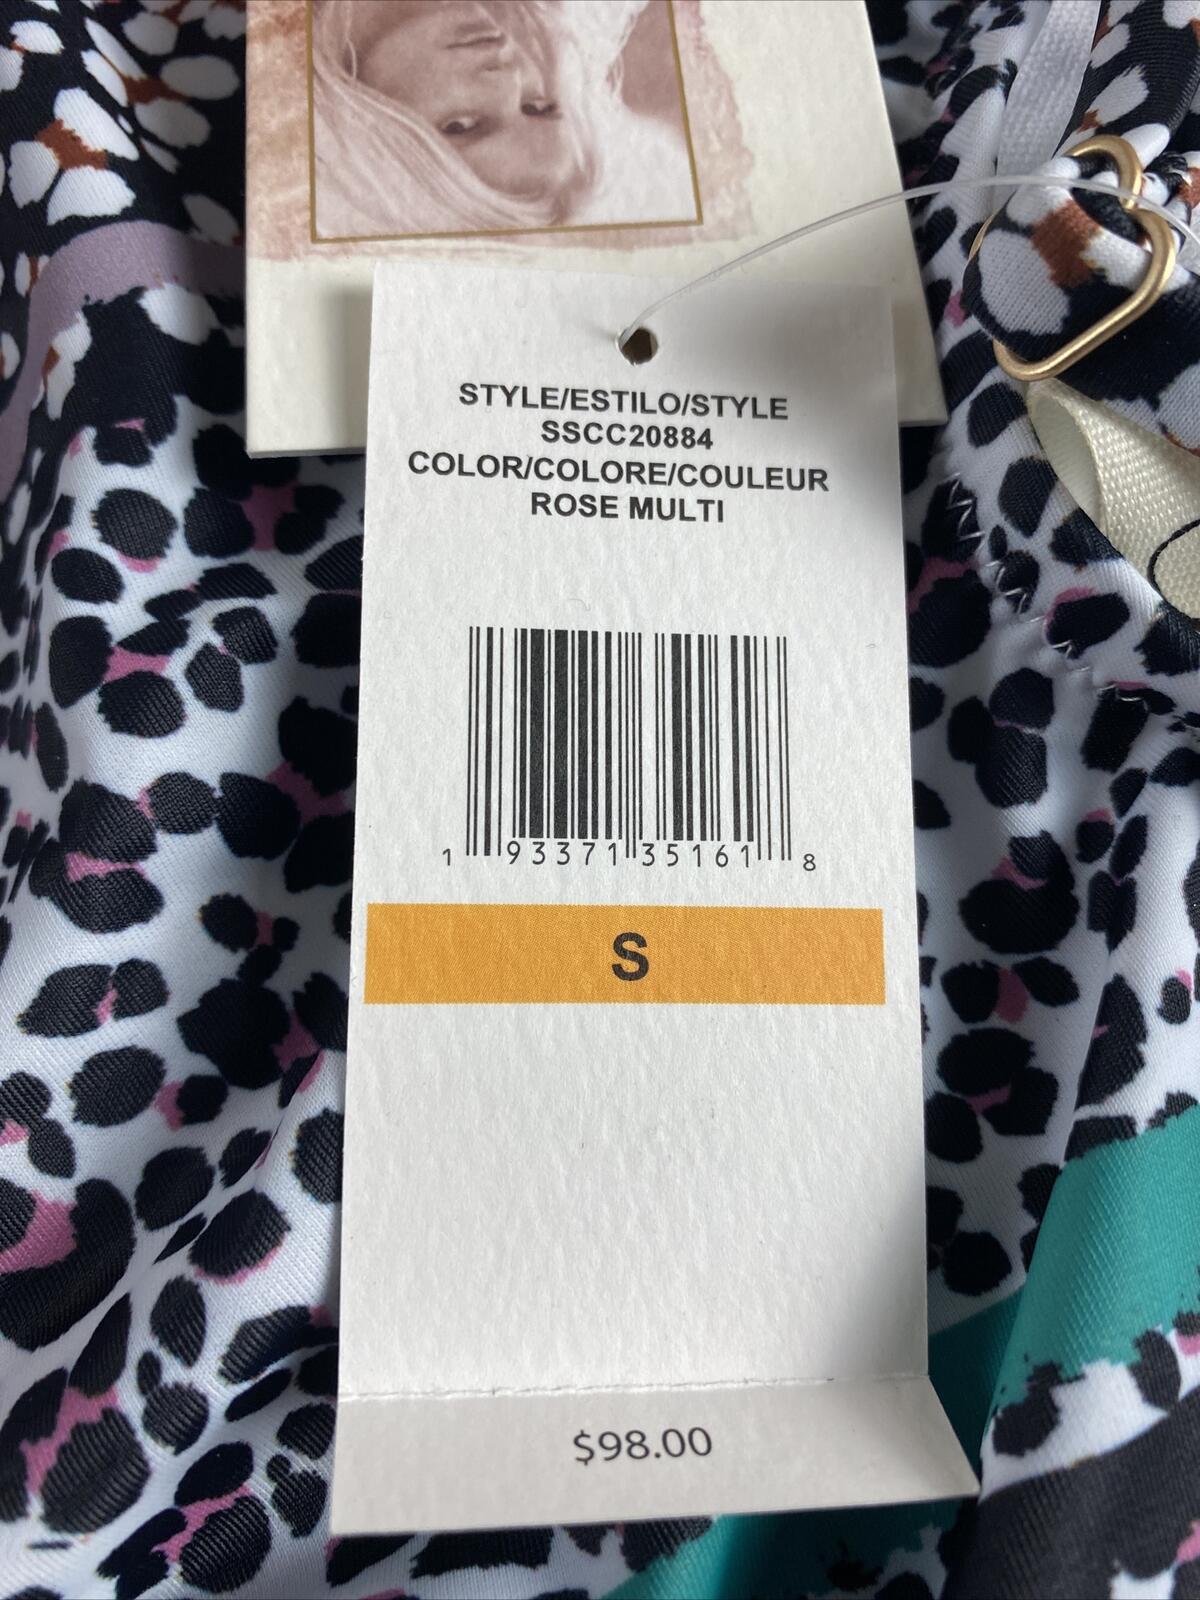 STYLE/ESTILO/STYLE
SSCC20884
COLOR/COLORE/COULEUR
ROSE MULTI
1 93371 35161 8
S
$98.00